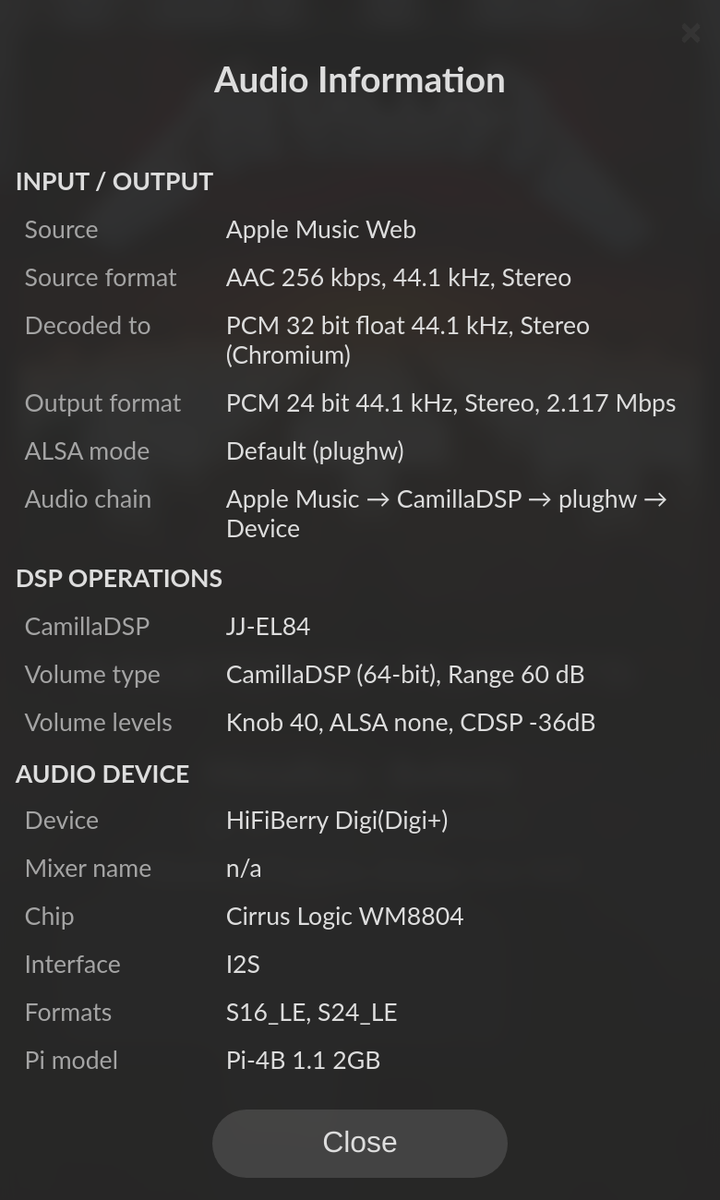 Audio Information
INPUT / OUTPUT
Source Apple Music Web
Source format AAC 256 kbps, 44.1 kHz, Stereo
Decoded to PCM 32 bit float 44.1 kHz, Stereo
(Chromium)
Output format PCM 24 bit 44.1 kHz, Stereo, 2.117 Mbps
ALSA mode Default (plughw)
Audio chain Apple Music → CamillaDSP → plughw →
Device
DSP OPERATIONS
CamillaDSP JJ-EL84
Volume type CamillaDSP (64-bit), Range 60 dB
Volume levels Knob 40, ALSA none, CDSP -36dB
AUDIO DEVICE
Device HiFiBerry Digi(Digi+)
Mixer name n/a
Chip Cirrus Logic WM8804
Interface I2S
Formats S16_LE, S24_LE
Pi model Pi-4B 1.1 2GB
Close